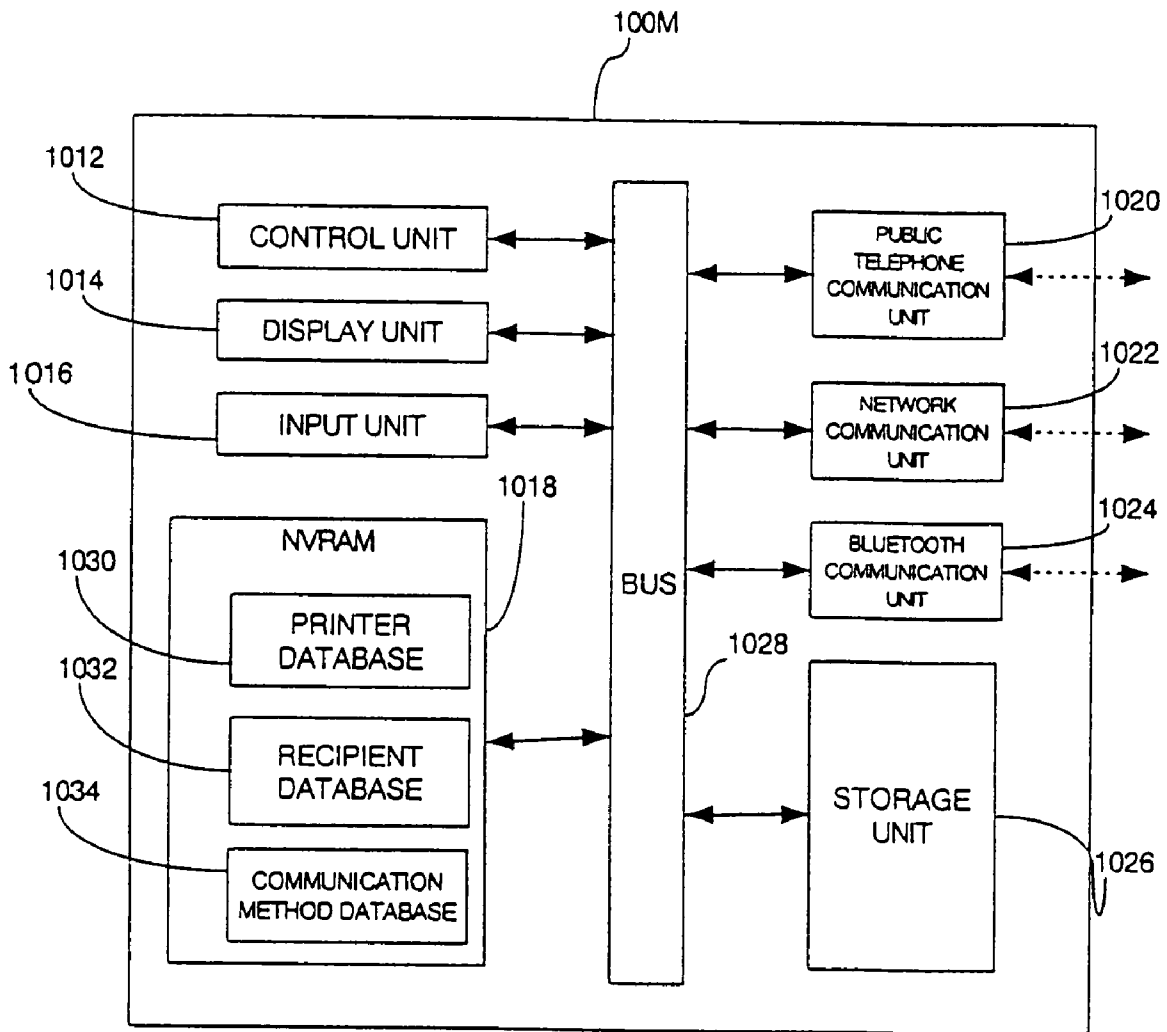 100M
1012
CONTROL UNIT
1014
DISPLAY UNIT
1016
INPUT UNIT
1018
NVRAM
1030
PRINTER
DATABASE
1032
RECIPIENT
DATABASE
1034
COMMUNICATION
METHOD DATABASE
BUS
1028
1020
PUBLIC
TELEPHONE
COMMUNICATION
UNIT
1022
NETWORK
COMMUNICATION
UNIT
1024
BLUETOOTH
COMMUNICATION
UNIT
STORAGE
UNIT
1026